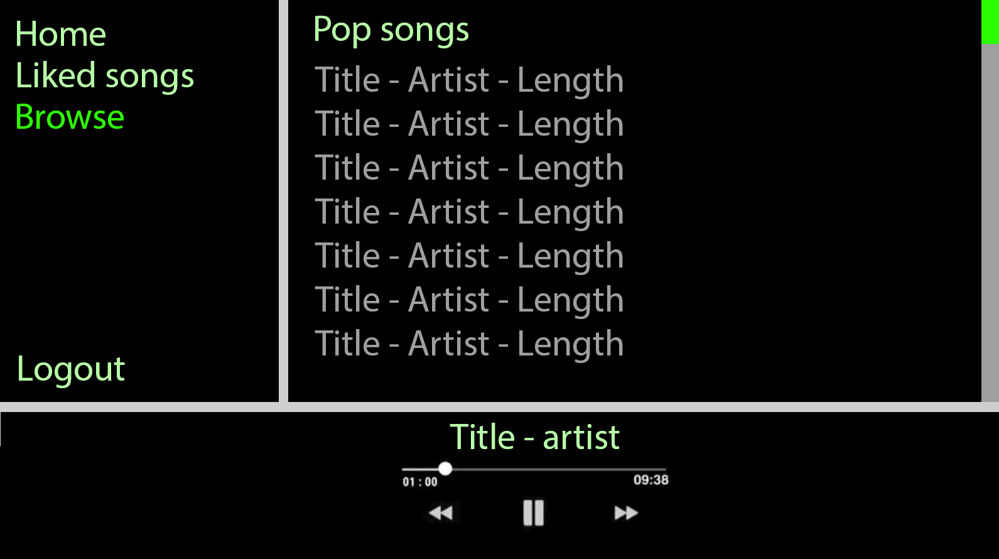 Home
Liked songs
Browse
Logout
Pop songs
Title - Artist - Length
Title - Artist - Length
Title - Artist - Length
Title - Artist - Length
Title - Artist - Length
Title - Artist - Length
Title - Artist - Length
Title - artist
01 : 00
09:38